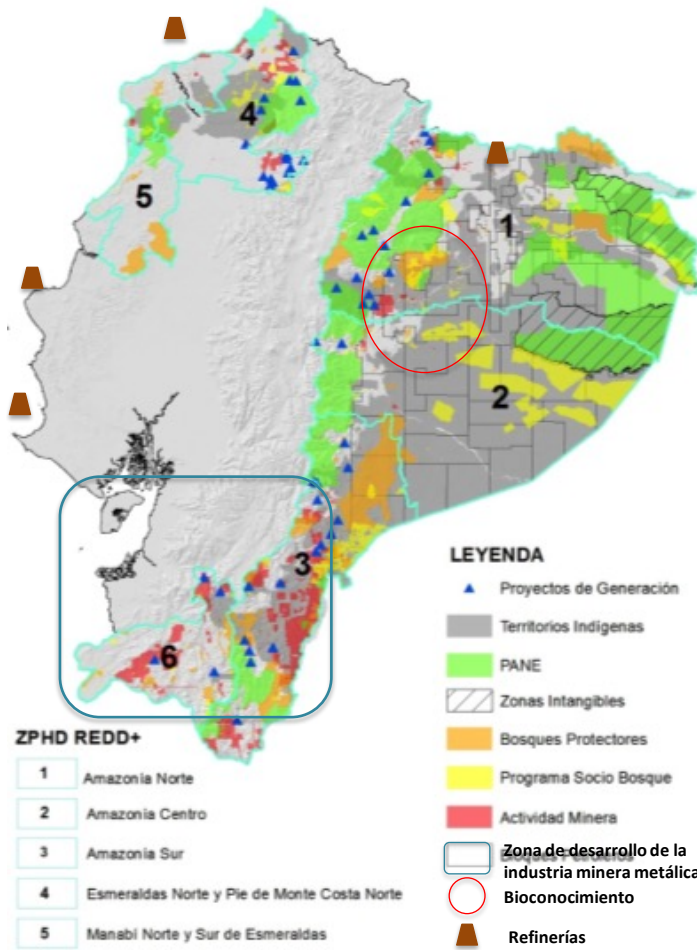 4
5
1
2
3
6
LEYENDA
Proyectos de Generación
Territorios Indígenas
PANE
Zonas Intangibles
Bosques Protectores
Programa Socio Bosque
Actividad Minera
Bloques Petroleros
Zona de desarrollo de la
industria minera metálica
Bioconocimiento
Refinerías
ZPHD REDD+
1 Amazonía Norte
2 Amazonía Centro
3 Amazonía Sur
4 Esmeraldas Norte y Pie de Monte Costa Norte
5 Manabí Norte y Sur de Esmeraldas